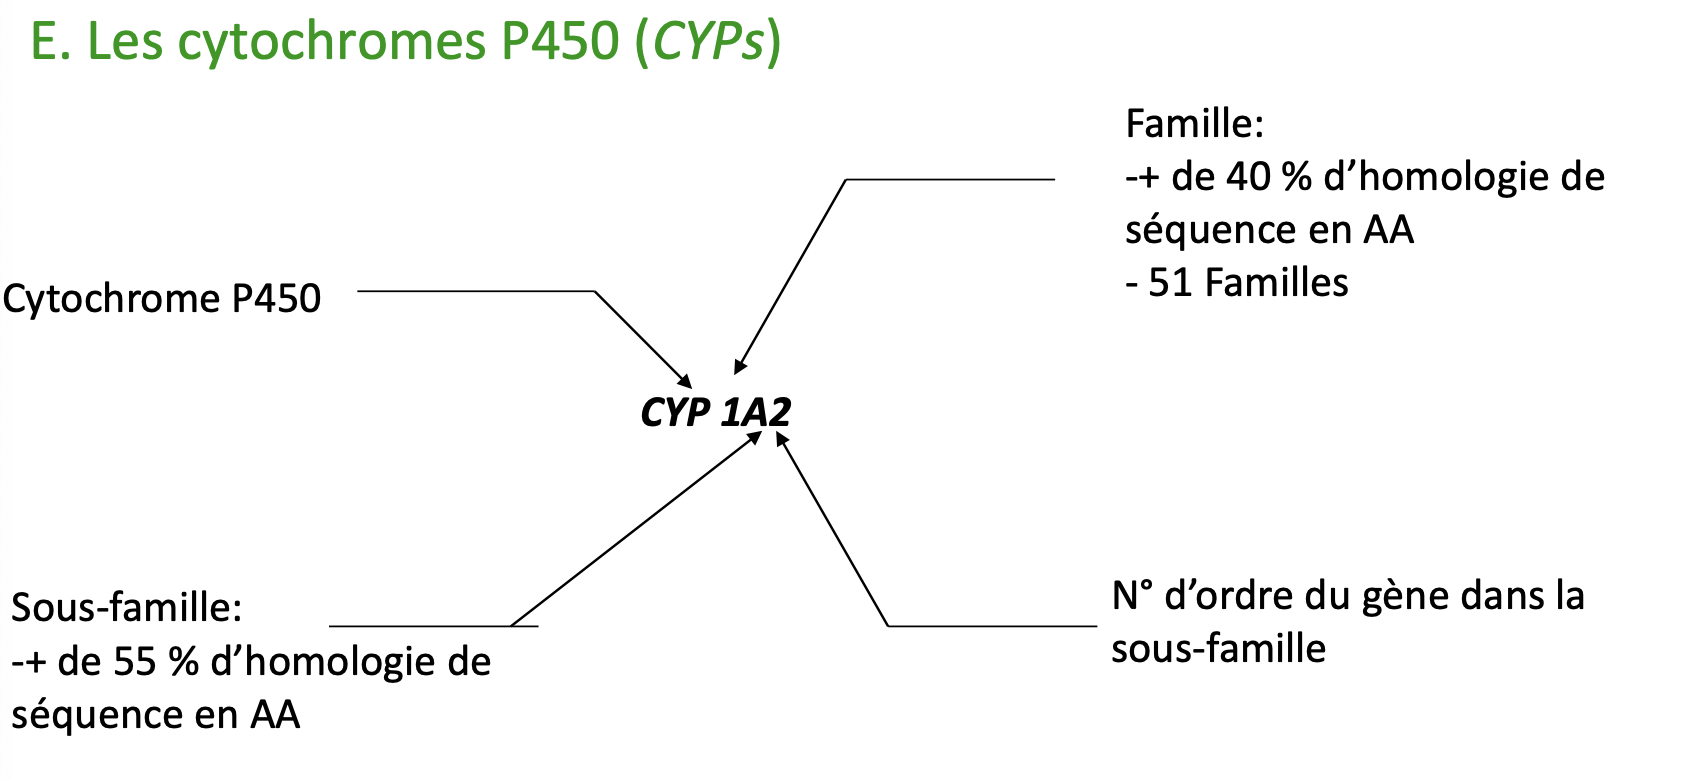 E. Les cytochromes P450 (CYPs)
Famille:
-+ de 40 % d’homologie de
séquence en AA
- 51 Familles
Cytochrome P450
CYP 1A2
Sous-famille:
-+ de 55 % d’homologie de
séquence en AA
N° d’ordre du gène dans la
sous-famille